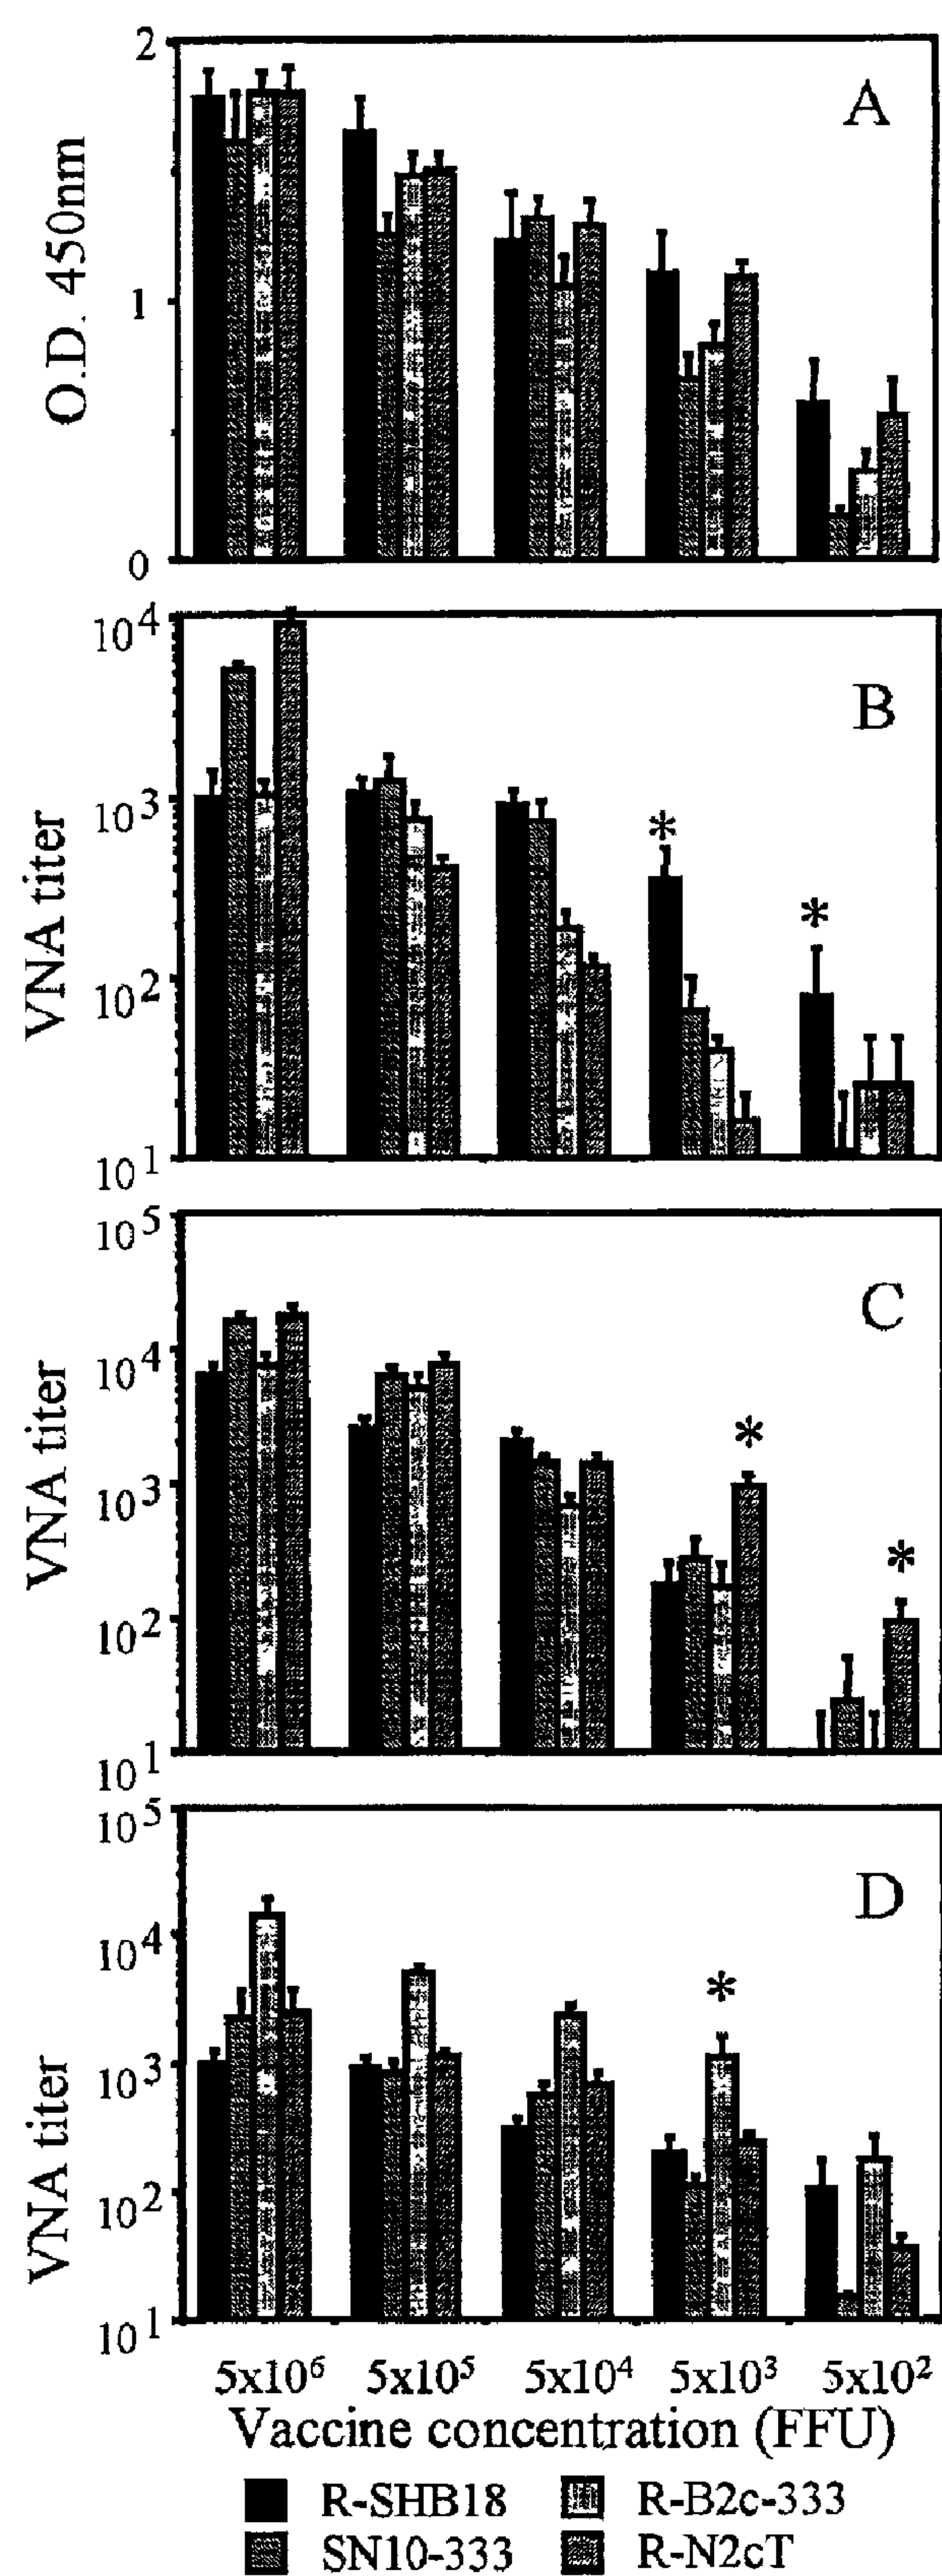 A
2
1
0
O.D. 450nm
B
10⁴
10³
10²
10¹
VNA titer
*
*
C
10⁵
10⁴
10³
10²
10¹
VNA titer
*
*
D
10⁵
10⁴
10³
10²
10¹
VNA titer
*
5x10⁶ 5x10⁵ 5x10⁴ 5x10³ 5x10²
Vaccine concentration (FFU)
R-SHB18 R-B2c-333
SN10-333 R-N2cT